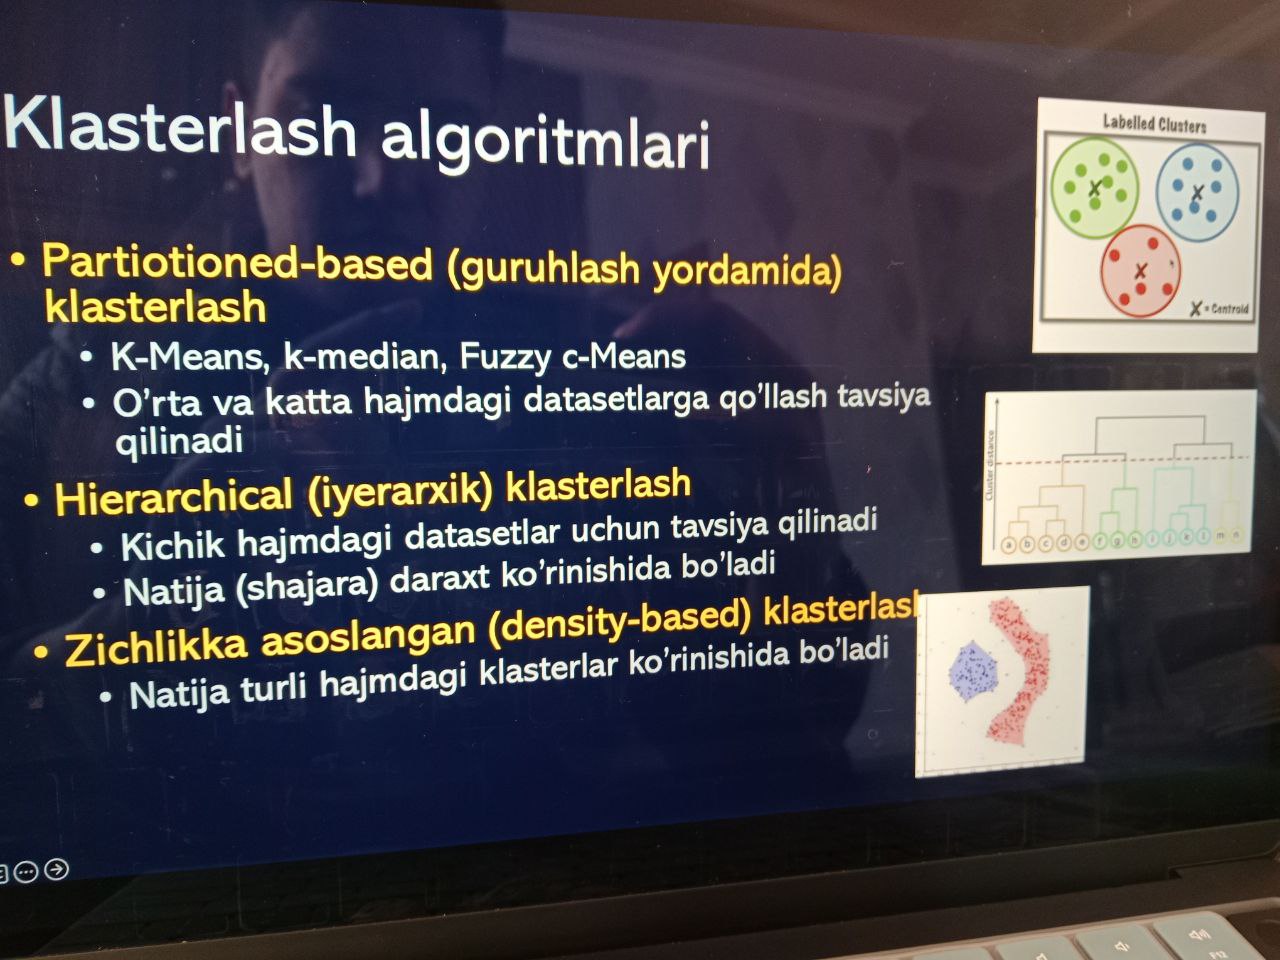 Klasterlash algoritmlari
• Partiotioned-based (guruhlash yordamida)
klasterlash
• K-Means, k-median, Fuzzy c-Means
• O'rta va katta hajmdagi datasetlarga qo'llash tavsiya
qilinadi
• Hierarchical (iyerarxik) klasterlash
• Kichik hajmdagi datasetlar uchun tavsiya qilinadi
• Natija (shajara) daraxt ko'rinishida bo'ladi
• Zichlikka asoslangan (density-based) klasterlash
• Natija turli hajmdagi klasterlar ko'rinishida bo'ladi
Labelled Clusters
X = Centroid
Cluster distance
a b c d e f g h i j k l m n
F12